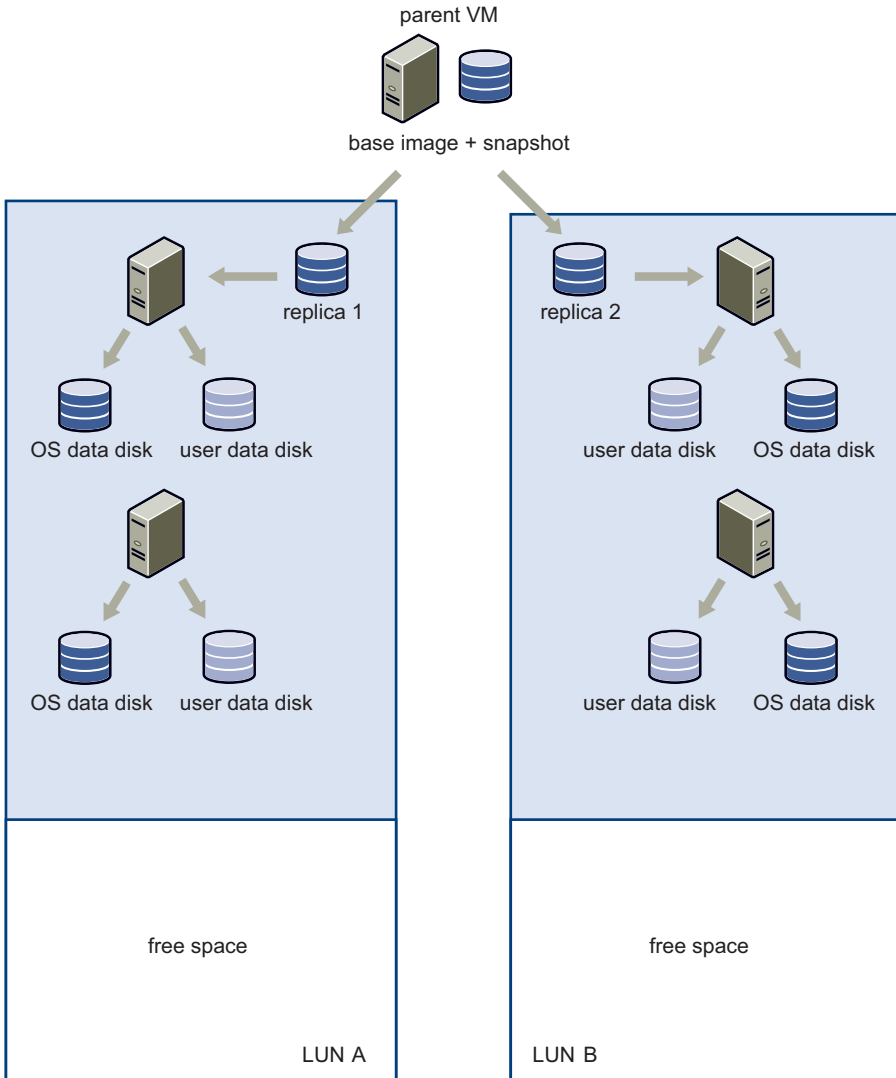 parent VM
base image + snapshot
replica 1
replica 2
OS data disk
user data disk
user data disk
OS data disk
OS data disk
user data disk
user data disk
OS data disk
free space
free space
LUN A
LUN B